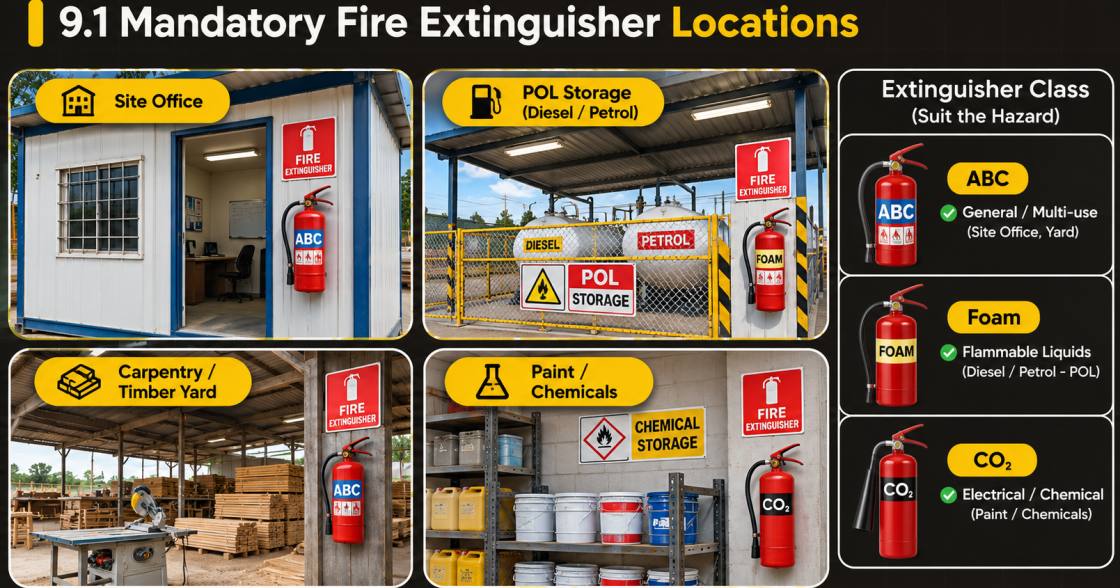 9.1 Mandatory Fire Extinguisher Locations
Site Office
FIRE
EXTINGUISHER
ABC
POL Storage
(Diesel / Petrol)
FIRE
EXTINGUISHER
DIESEL
PETROL
FOAM
POL
STORAGE
Carpentry /
Timber Yard
FIRE
EXTINGUISHER
ABC
Paint /
Chemicals
CHEMICAL
STORAGE
FIRE
EXTINGUISHER
CO₂
Extinguisher Class
(Suit the Hazard)
ABC
ABC
General / Multi-use
(Site Office, Yard)
FOAM
Foam
Flammable Liquids
(Diesel / Petrol - POL)
CO₂
CO₂
Electrical / Chemical
(Paint / Chemicals)